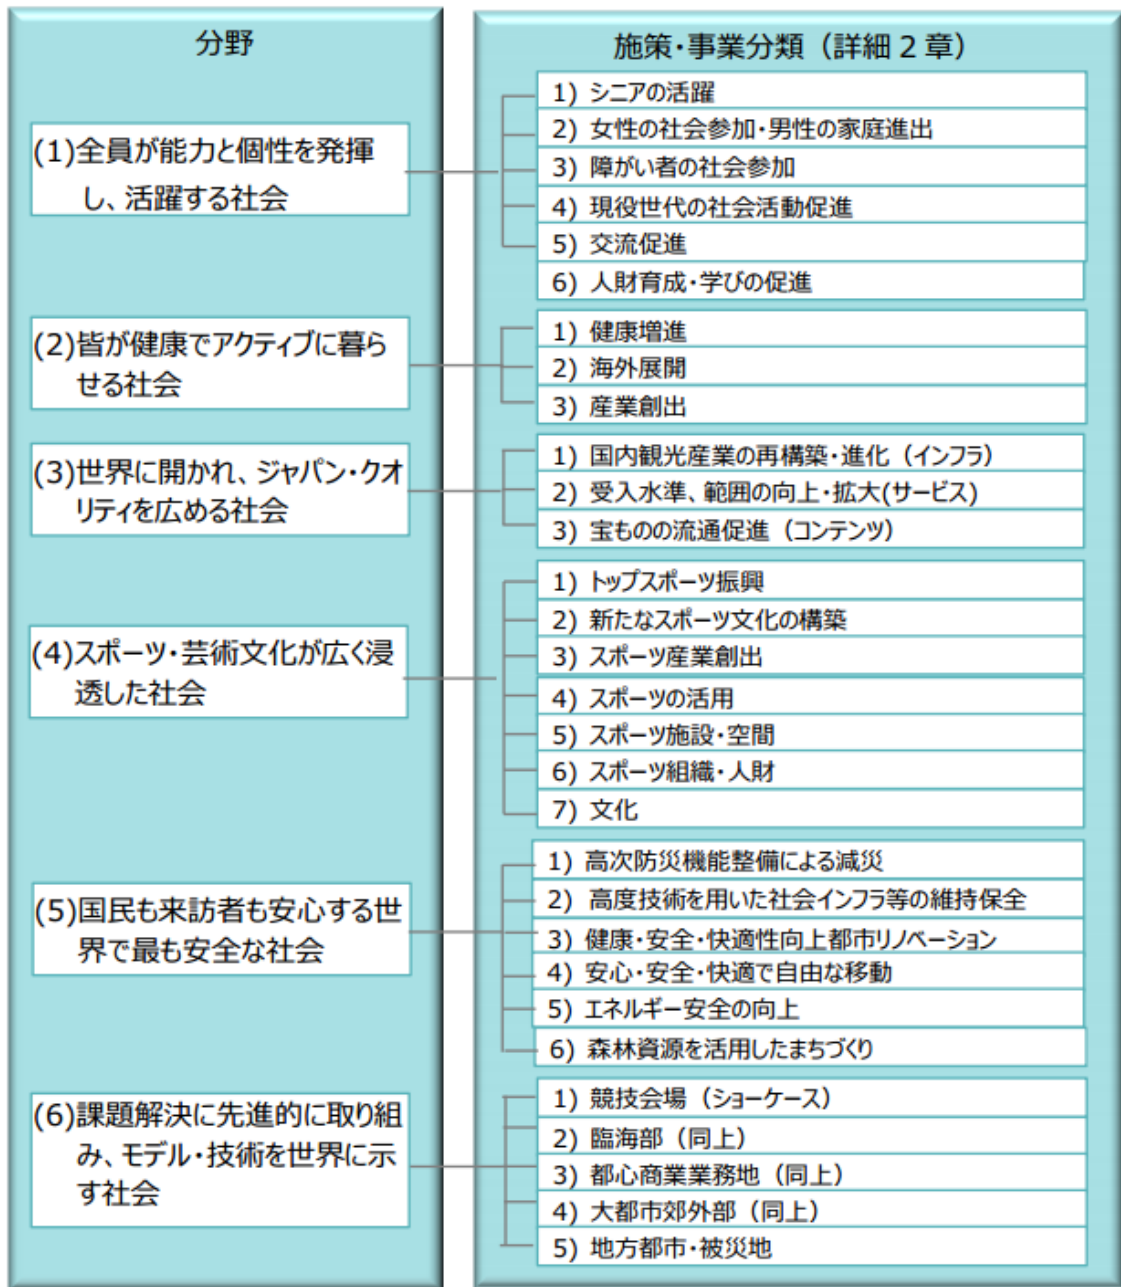 分野
(1)全員が能力と個性を発揮
し、活躍する社会
(2)皆が健康でアクティブに暮ら
せる社会
(3)世界に開かれ、ジャパン・クオ
リティを広める社会
(4)スポーツ・芸術文化が広く浸
透した社会
(5)国民も来訪者も安心する世
界で最も安全な社会
(6)課題解決に先進的に取り組
み、モデル・技術を世界に示
す社会
施策・事業分類（詳細２章）
1) シニアの活躍
2) 女性の社会参加・男性の家庭進出
3) 障がい者の社会参加
4) 現役世代の社会活動促進
5) 交流促進
6) 人財育成・学びの促進
1) 健康増進
2) 海外展開
3) 産業創出
1) 国内観光産業の再構築・進化（インフラ）
2) 受入水準、範囲の向上・拡大(サービス)
3) 宝ものの流通促進（コンテンツ）
1) トップスポーツ振興
2) 新たなスポーツ文化の構築
3) スポーツ産業創出
4) スポーツの活用
5) スポーツ施設・空間
6) スポーツ組織・人財
7) 文化
1) 高次防災機能整備による減災
2) 高度技術を用いた社会インフラ等の維持保全
3) 健康・安全・快適性向上都市リノベーション
4) 安心・安全・快適で自由な移動
5) エネルギー安全の向上
6) 森林資源を活用したまちづくり
1) 競技会場（ショーケース）
2) 臨海部（同上）
3) 都心商業業務地（同上）
4) 大都市郊外部（同上）
5) 地方都市・被災地